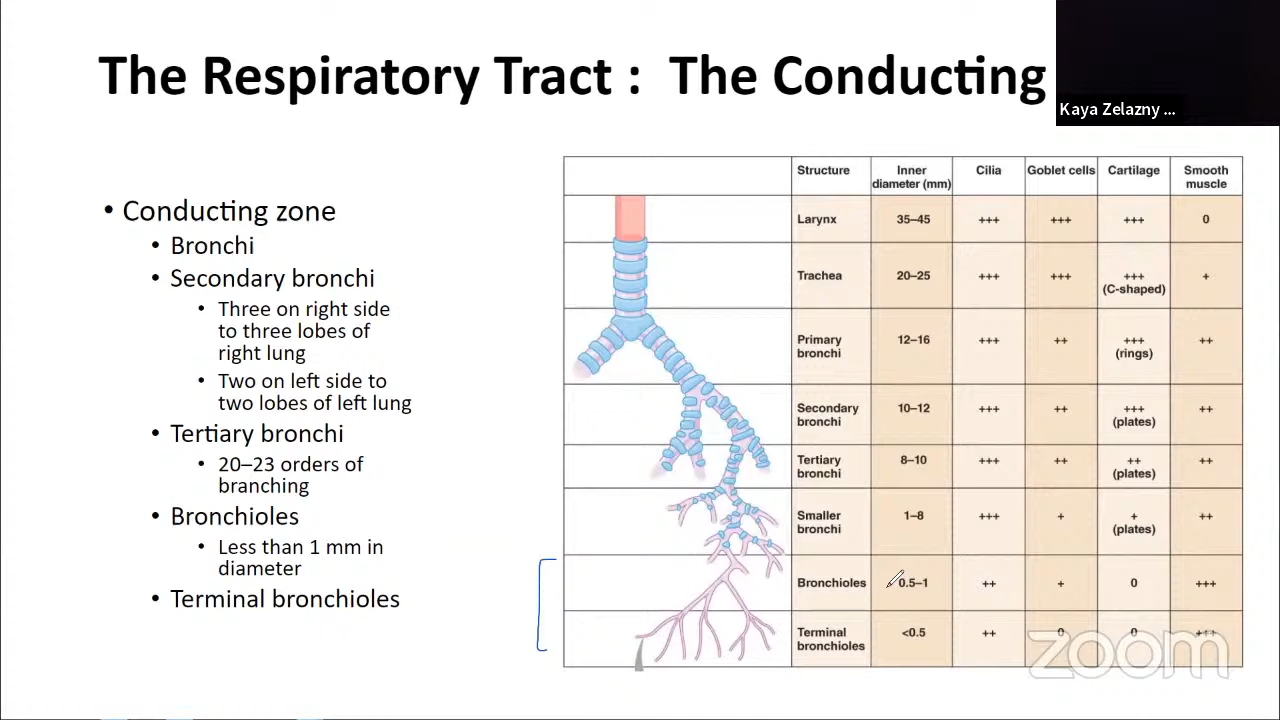 The Respiratory Tract :  The Conducting
Kaya Zelazny ...
• Conducting zone
• Bronchi
• Secondary bronchi
• Three on right side
to three lobes of
right lung
• Two on left side to
two lobes of left lung
• Tertiary bronchi
• 20–23 orders of
branching
• Bronchioles
• Less than 1 mm in
diameter
• Terminal bronchioles
Structure Inner diameter (mm) Cilia Goblet cells Cartilage Smooth muscle
Larynx 35–45 +++ +++ +++ 0
Trachea 20–25 +++ +++ +++ (C-shaped) +
Primary bronchi 12–16 +++ ++ +++ (rings) ++
Secondary bronchi 10–12 +++ ++ +++ (plates) ++
Tertiary bronchi 8–10 +++ ++ ++ (plates) ++
Smaller bronchi 1–8 +++ + + (plates) ++
Bronchioles 0.5–1 ++ + 0 +++
Terminal bronchioles <0.5 ++ 0 0 +++
zoom